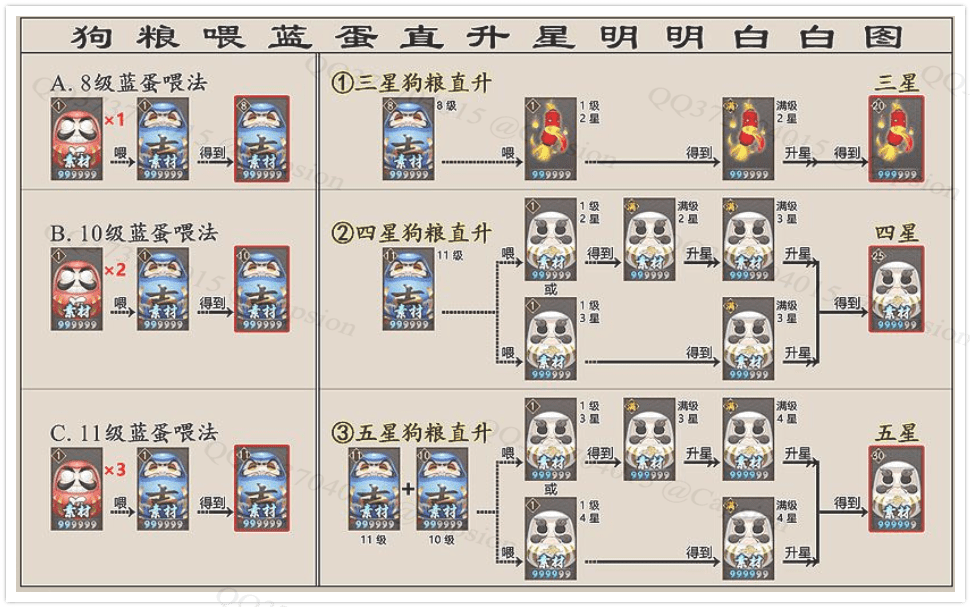 狗粮喂蓝蛋直升星明明白白图
A. 8级蓝蛋喂法
1
素材
999999
×1
喂
1
素材
999999
得到
8
素材
999999
①三星狗粮直升
8
素材
999999
8 级
喂
1
999999
1 级
2 星
得到
满
999999
满级
2 星
升星
得到
三星
20
999999
B. 10级蓝蛋喂法
1
素材
999999
×2
喂
1
素材
999999
得到
10
素材
999999
②四星狗粮直升
11
素材
999999
11 级
喂
1
素材
999999
1 级
2 星
得到
满
素材
999999
满级
2 星
升星
满
素材
999999
满级
3 星
升星
或
喂
1
素材
999999
1 级
3 星
得到
满
素材
999999
满级
3 星
升星
得到
四星
25
素材
999999
C. 11级蓝蛋喂法
1
素材
999999
×3
喂
1
素材
999999
得到
11
素材
999999
③五星狗粮直升
11
素材
999999
11 级
+
10
素材
999999
10 级
喂
1
素材
999999
1 级
3 星
得到
满
素材
999999
满级
3 星
升星
满
素材
999999
满级
4 星
升星
或
喂
1
素材
999999
1 级
4 星
得到
满
素材
999999
满级
4 星
升星
得到
五星
30
素材
999999